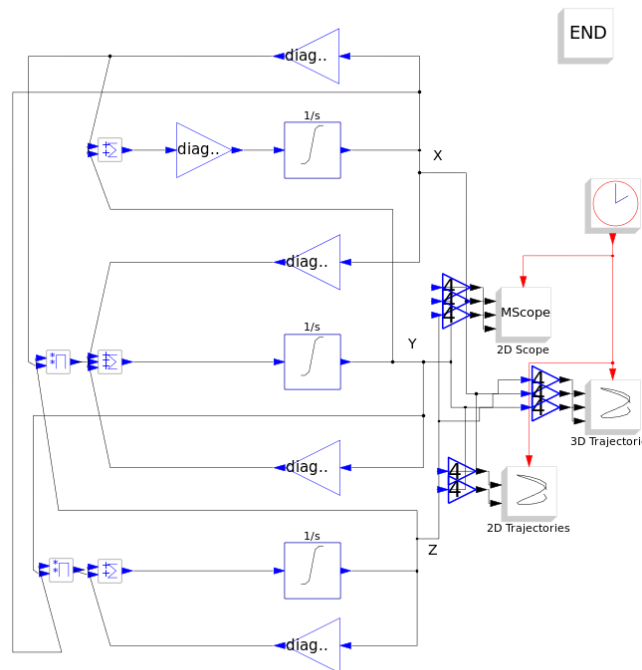 END
diag..
1/s
diag..
X
diag..
4
4
4
MScope
2D Scope
1/s
Y
4
4
4
3D Trajectorie
diag..
4
4
2D Trajectories
1/s
Z
diag..